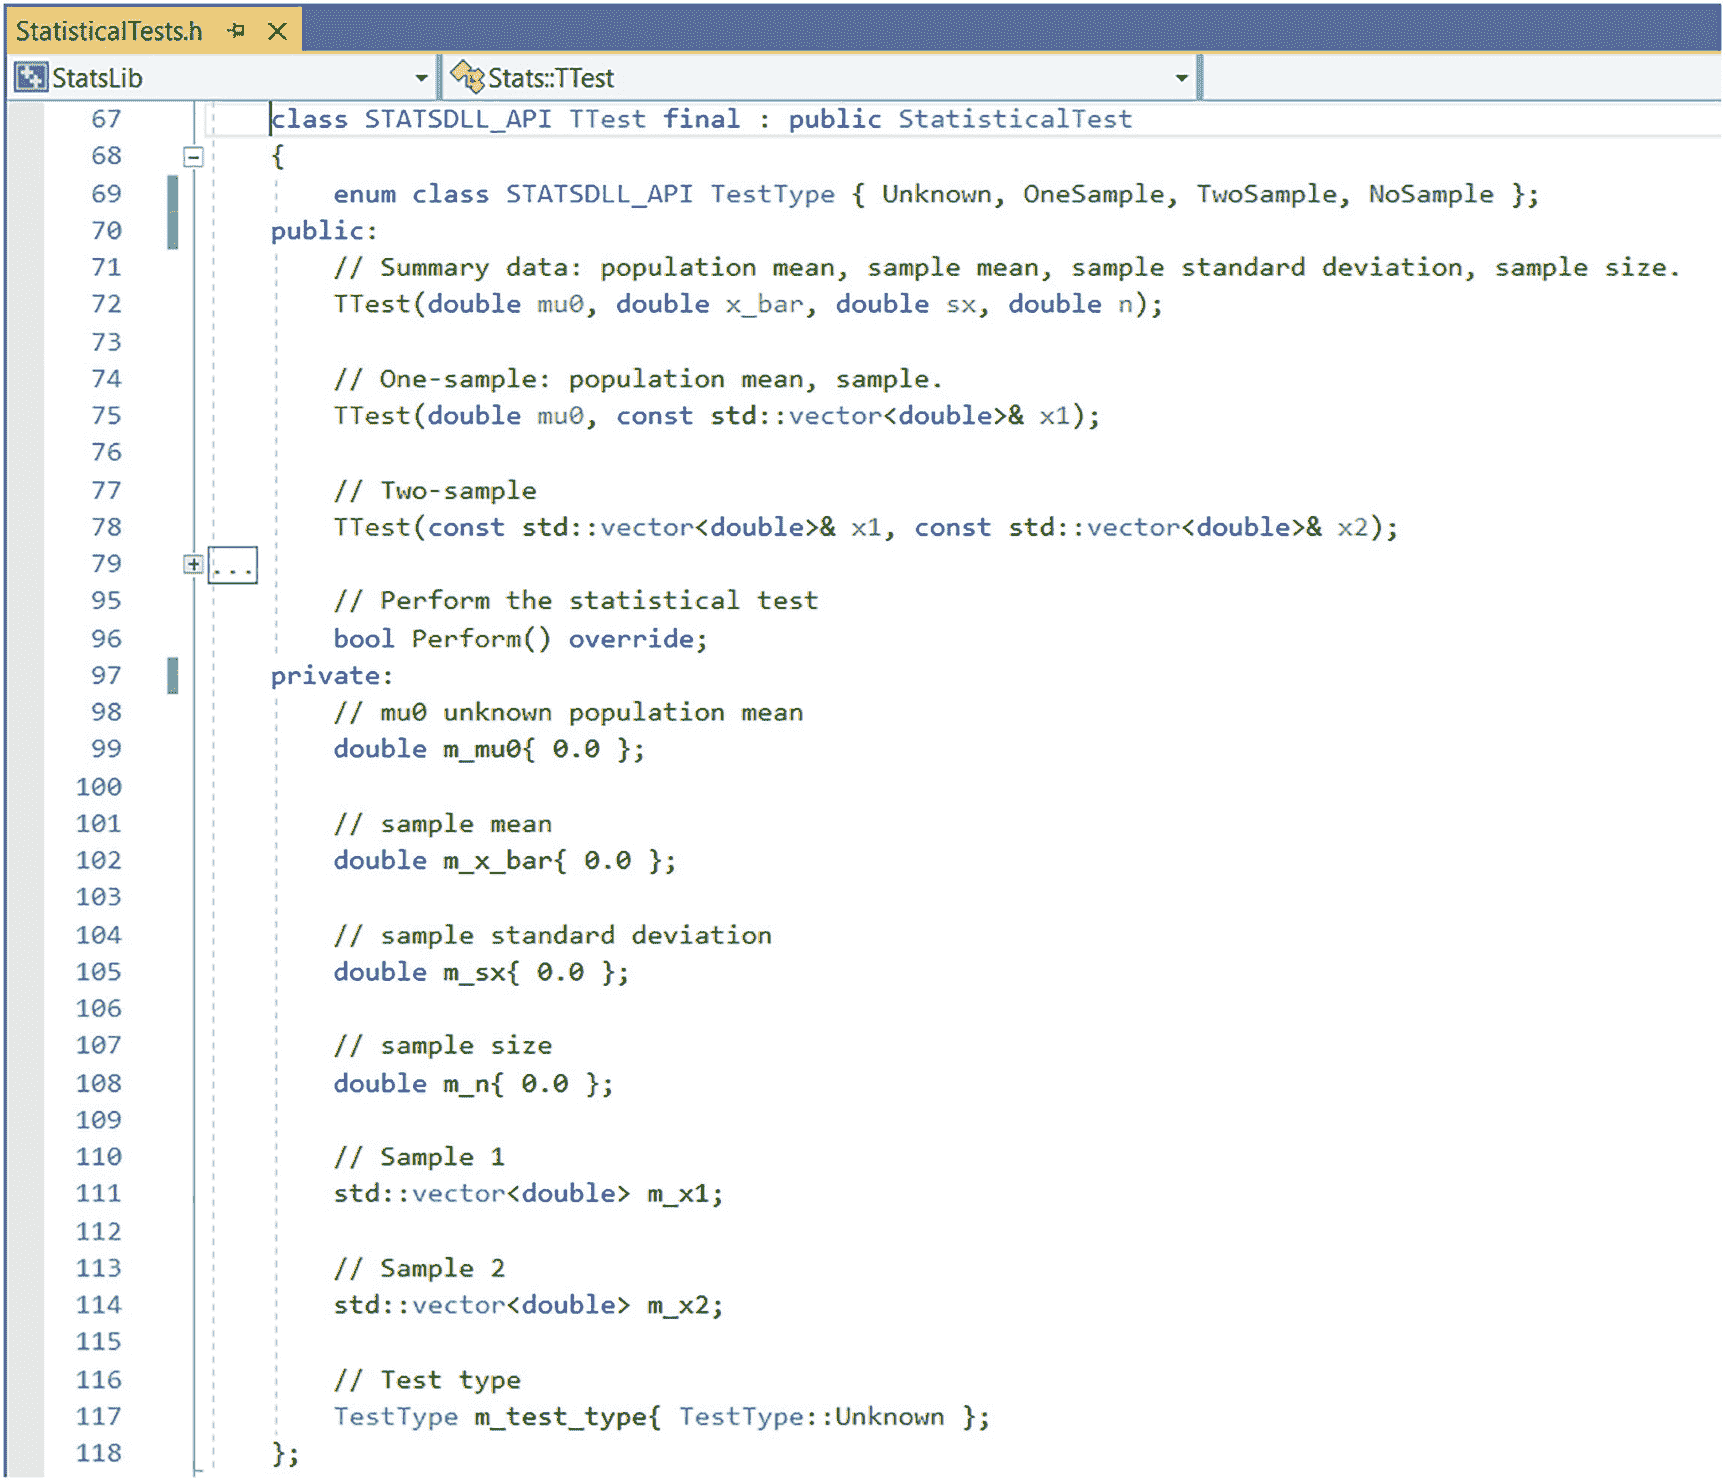 StatisticalTests.h
StatsLib Stats::TTest
67 class STATSDLL_API TTest final : public StatisticalTest
68 {
69 enum class STATSDLL_API TestType { Unknown, OneSample, TwoSample, NoSample };
70 public:
71 // Summary data: population mean, sample mean, sample standard deviation, sample size.
72 TTest(double mu0, double x_bar, double sx, double n);
73
74 // One-sample: population mean, sample.
75 TTest(double mu0, const std::vector<double>& x1);
76
77 // Two-sample
78 TTest(const std::vector<double>& x1, const std::vector<double>& x2);
79 ...
95 // Perform the statistical test
96 bool Perform() override;
97 private:
98 // mu0 unknown population mean
99 double m_mu0{ 0.0 };
100
101 // sample mean
102 double m_x_bar{ 0.0 };
103
104 // sample standard deviation
105 double m_sx{ 0.0 };
106
107 // sample size
108 double m_n{ 0.0 };
109
110 // Sample 1
111 std::vector<double> m_x1;
112
113 // Sample 2
114 std::vector<double> m_x2;
115
116 // Test type
117 TestType m_test_type{ TestType::Unknown };
118 };